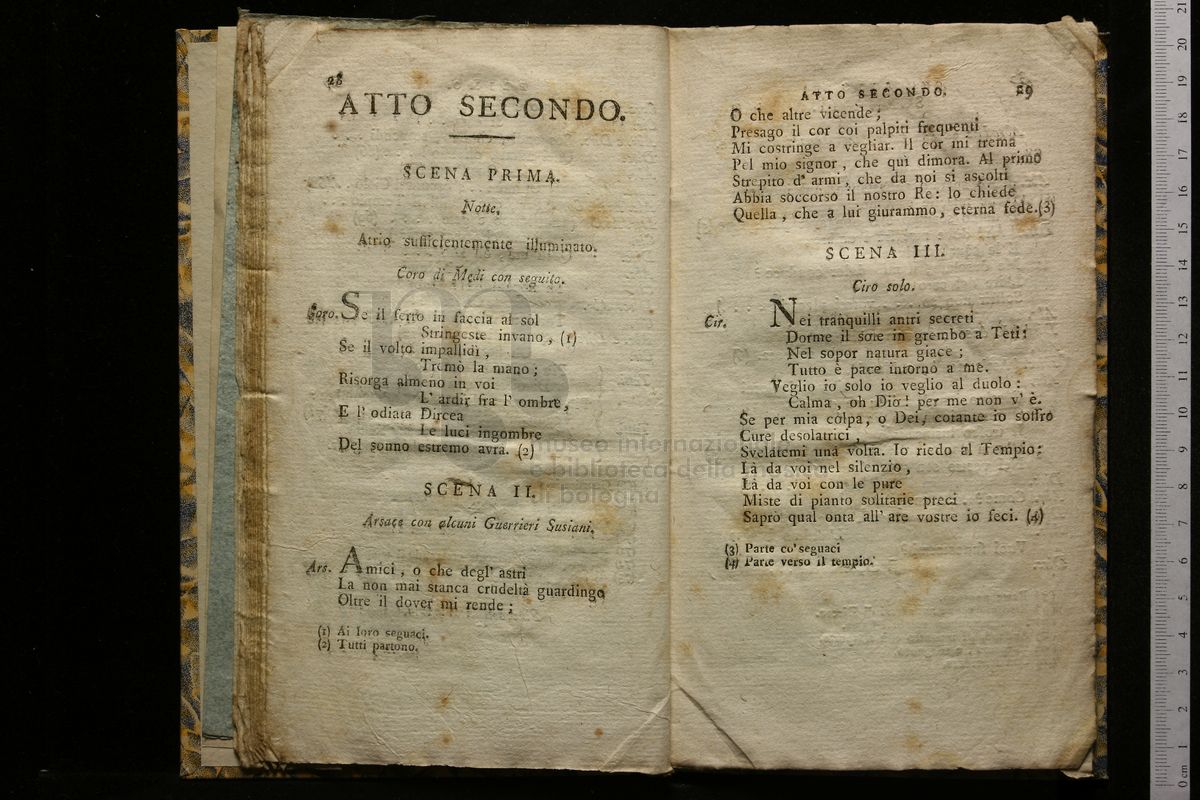 28
ATTO SECONDO.
SCENA PRIMA.
Notte.
Atrio sufficientemente illuminato.
Coro di Medi con seguito.
Coro. Se il ferro in faccia al sol
Stringeste invano, (1)
Se il volto impallidì,
Tremò la mano;
Risorga almeno in voi
L' ardir fra l' ombre,
E l' odiata Dircea
Le luci ingombre
Del sonno estremo avrà. (2)
SCENA II.
Arsace con alcuni Guerrieri Susiani.
Ars. Amici, o che degl' astri
La non mai stanca crudeltà guardingo
Oltre il dover mi rende;
(1) Ai loro seguaci.
(2) Tutti partono.
ATTO SECONDO. 29
O che altre vicende;
Presago il cor coi palpiti frequenti
Mi costringe a vegliar. Il cor mi trema
Pel mio signor, che quì dimora. Al primo
Strepito d' armi, che da noi si ascolti
Abbia soccorso il nostro Re: lo chiede
Quella, che a lui giurammo, eterna fede.(3)
SCENA III.
Ciro solo.
Cir. Nei tranquilli antri secreti
Dorme il sole in grembo a Teti:
Nel sopor natura giace;
Tutto è pace intorno a me.
Veglio io solo io veglio al duolo:
Calma, oh Dio! per me non v' è.
Se per mia colpa, o Dei, cotante io soffro
Cure desolatrici,
Svelatemi una volta. Io riedo al Tempio:
Là da voi nel silenzio,
Là da voi con le pure
Miste di pianto solitarie preci
Saprò qual onta all' are vostre io feci. (4)
(3) Parte co' seguaci
(4) Parte verso il tempio.
museo internazionale
e biblioteca della musica
di bologna